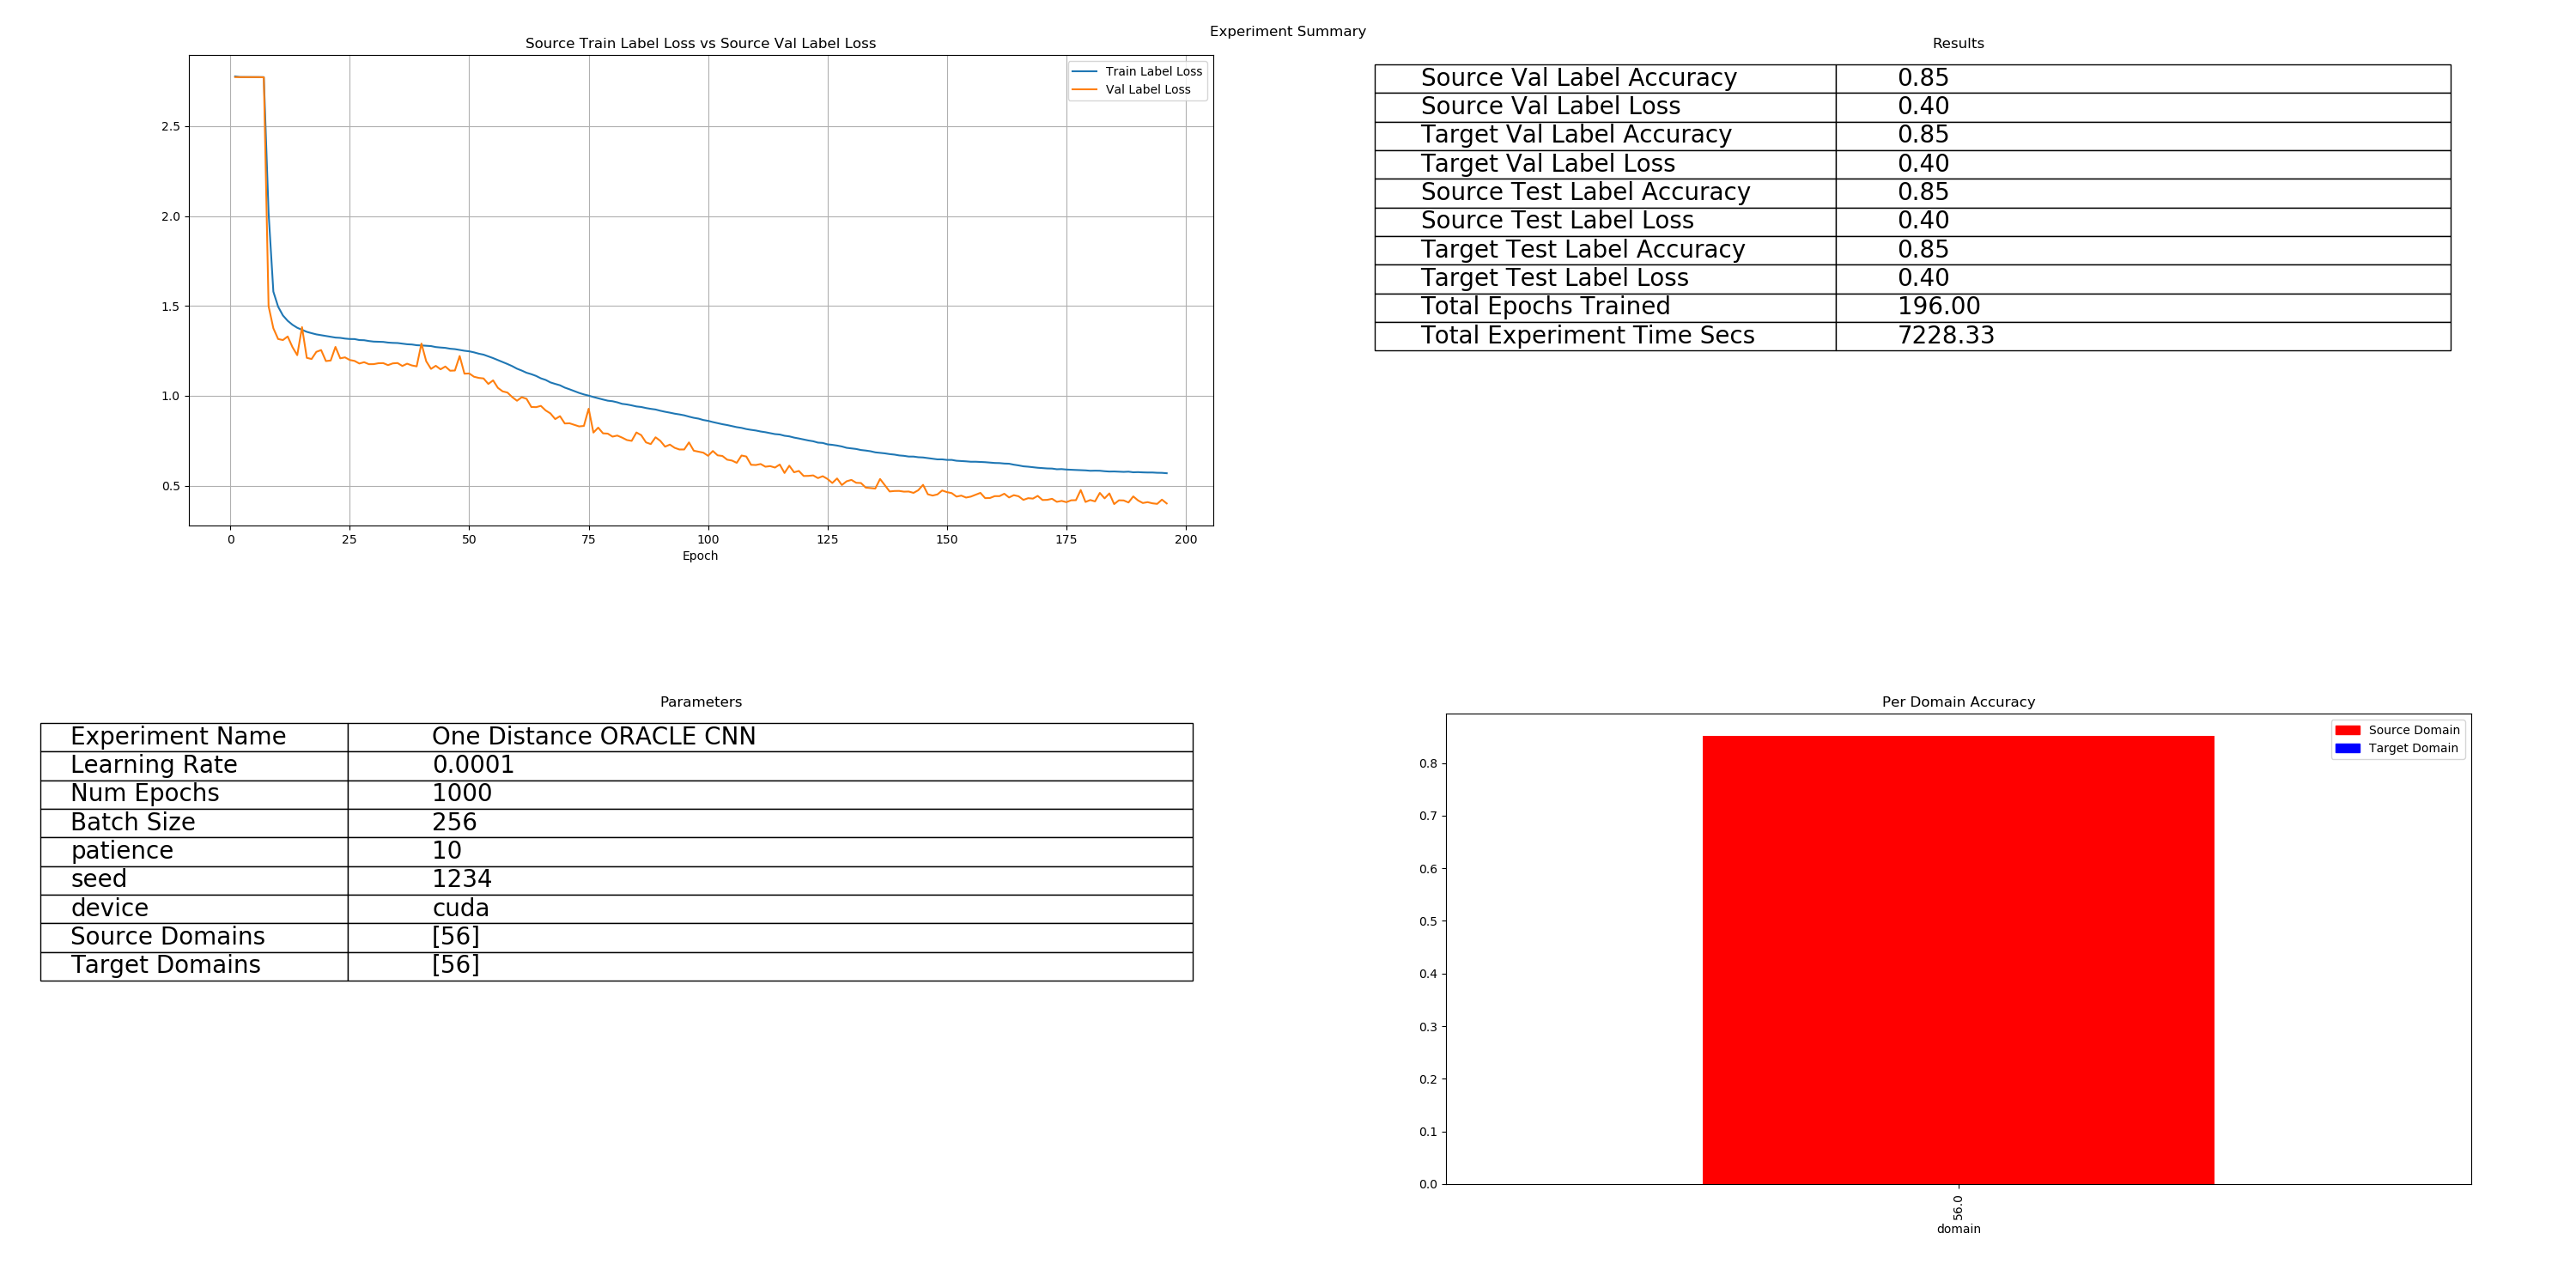 Experiment Summary
Source Train Label Loss vs Source Val Label Loss
Train Label Loss
Val Label Loss
2.5
2.0
1.5
1.0
0.5
0 25 50 75 100 125 150 175 200
Epoch
Results
Source Val Label Accuracy 0.85
Source Val Label Loss 0.40
Target Val Label Accuracy 0.85
Target Val Label Loss 0.40
Source Test Label Accuracy 0.85
Source Test Label Loss 0.40
Target Test Label Accuracy 0.85
Target Test Label Loss 0.40
Total Epochs Trained 196.00
Total Experiment Time Secs 7228.33
Parameters
Experiment Name One Distance ORACLE CNN
Learning Rate 0.0001
Num Epochs 1000
Batch Size 256
patience 10
seed 1234
device cuda
Source Domains [56]
Target Domains [56]
Per Domain Accuracy
Source Domain
Target Domain
0.8
0.7
0.6
0.5
0.4
0.3
0.2
0.1
0.0
56.0
domain